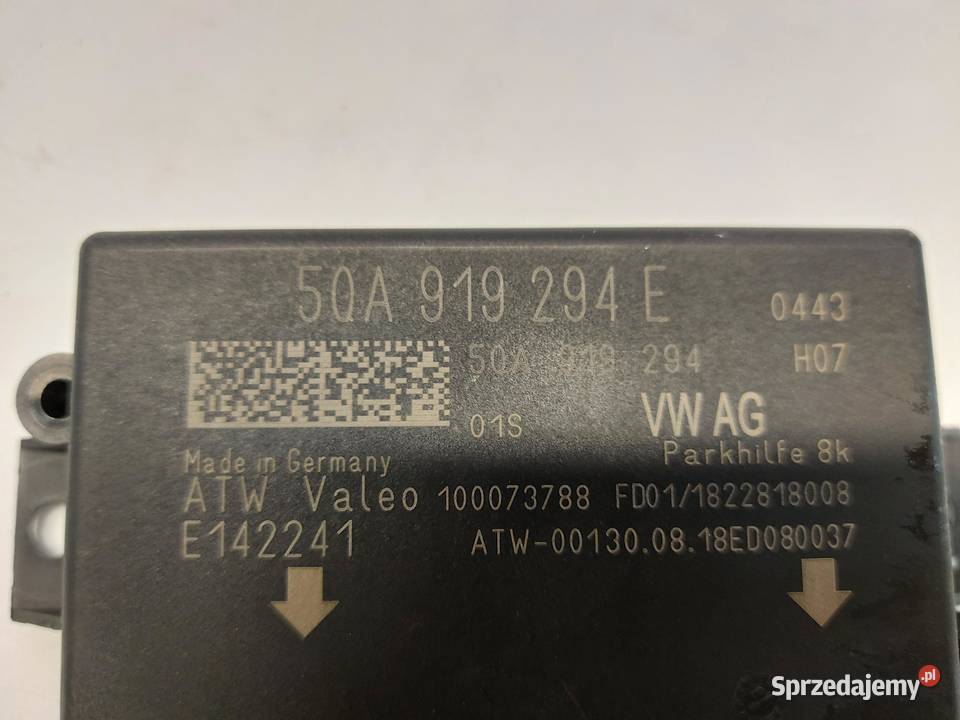 5QA 919 294 E 0443
5QA 919 294 H07
01S VW AG
Parkhilfe 8k
Made in Germany
ATW Valeo 100073788 FD01/1822818008
E142241 ATW-00130.08.18ED080037
Sprzedajemy.pl